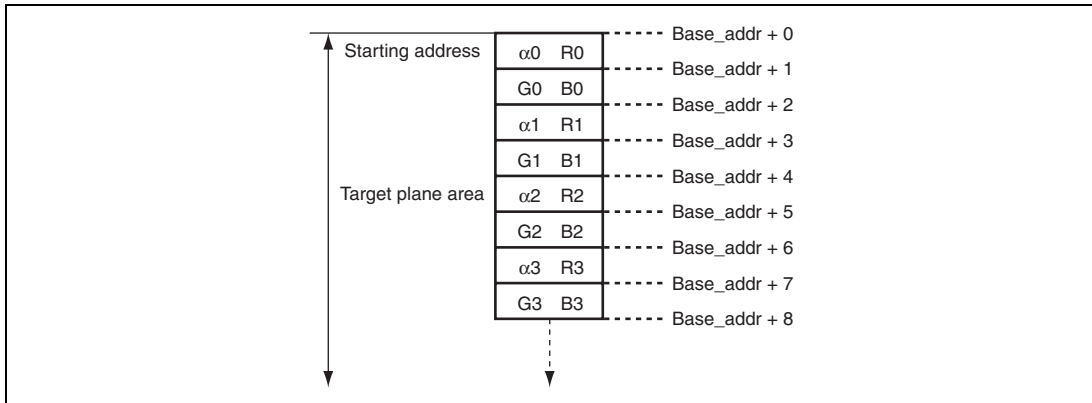 Base_addr + 0
Starting address
α0 R0
Base_addr + 1
G0 B0
Base_addr + 2
α1 R1
Base_addr + 3
G1 B1
Base_addr + 4
Target plane area
α2 R2
Base_addr + 5
G2 B2
Base_addr + 6
α3 R3
Base_addr + 7
G3 B3
Base_addr + 8